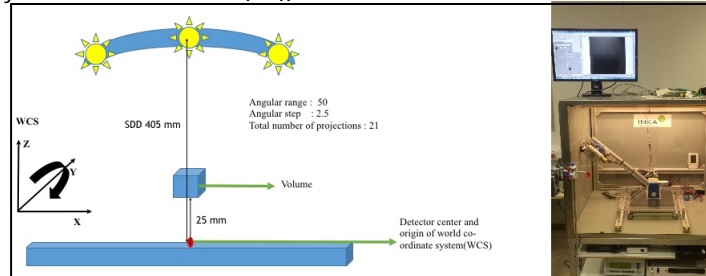 Angular range : 50
Angular step : 2.5
Total number of projections : 21
WCS
SDD 405 mm
Z
Y
X
Volume
25 mm
Detector center and
origin of world co-
ordinate system(WCS)
INKA